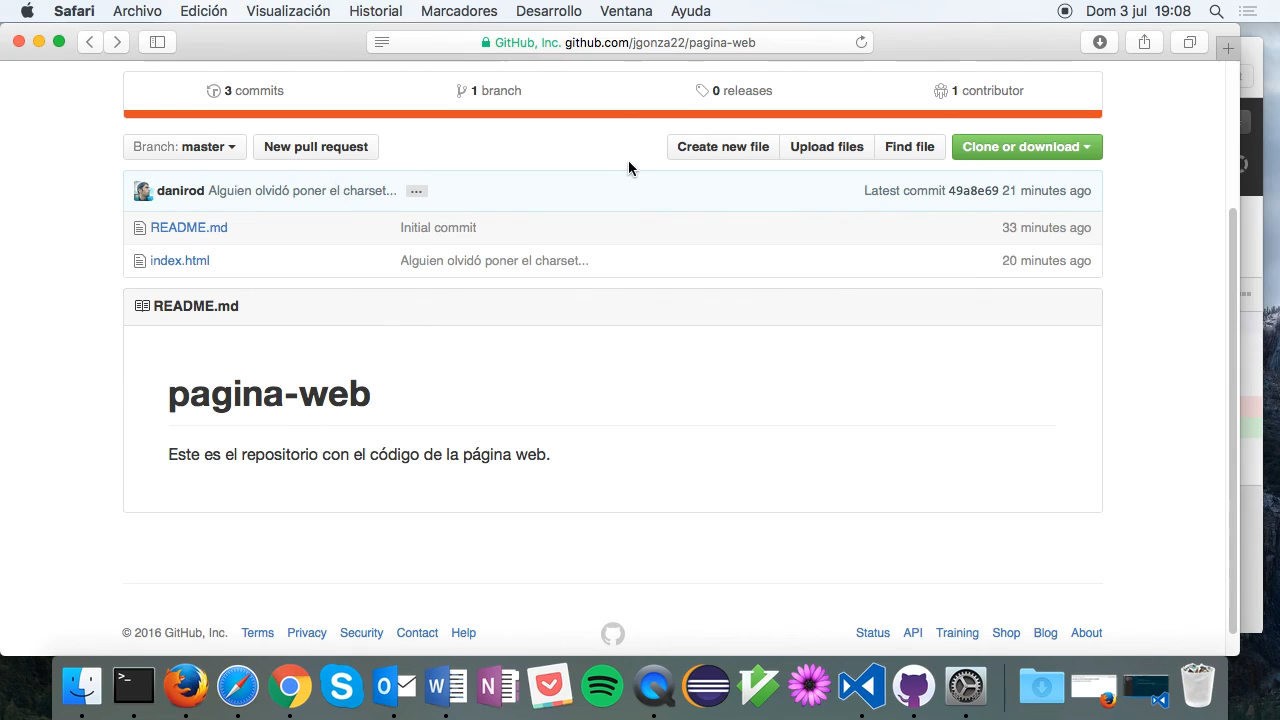 Safari Archivo Edición Visualización Historial Marcadores Desarrollo Ventana Ayuda Dom 3 jul 19:08
GitHub, Inc. github.com/jgonza22/pagina-web
3 commits 1 branch 0 releases 1 contributor
Branch: master New pull request Create new file Upload files Find file Clone or download
danirod Alguien olvidó poner el charset... ... Latest commit 49a8e69 21 minutes ago
README.md Initial commit 33 minutes ago
index.html Alguien olvidó poner el charset... 20 minutes ago
README.md
pagina-web
Este es el repositorio con el código de la página web.
© 2016 GitHub, Inc. Terms Privacy Security Contact Help Status API Training Shop Blog About